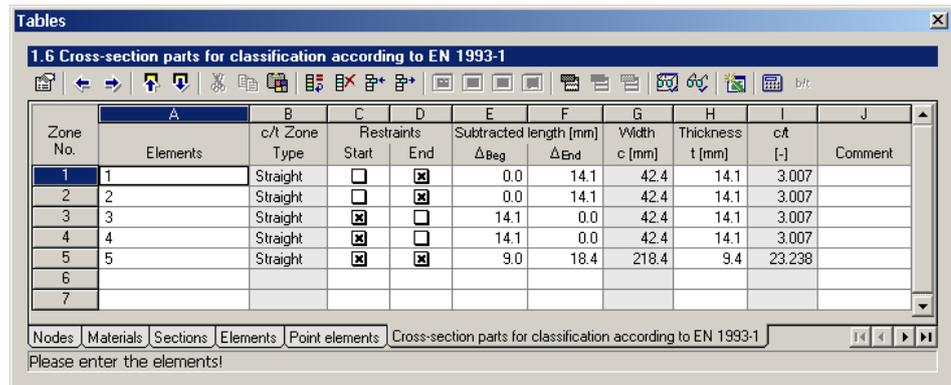 Tables
1.6 Cross-section parts for classification according to EN 1993-1
b/t
A B C D E F G H I J
Zone c/t Zone Restraints Subtracted length [mm] Width Thickness c/t
No. Elements Type Start End ΔBeg ΔEnd c [mm] t [mm] [-] Comment
1 1 Straight 0.0 14.1 42.4 14.1 3.007
2 2 Straight 0.0 14.1 42.4 14.1 3.007
3 3 Straight 14.1 0.0 42.4 14.1 3.007
4 4 Straight 14.1 0.0 42.4 14.1 3.007
5 5 Straight 9.0 18.4 218.4 9.4 23.238
6
7
Nodes Materials Sections Elements Point elements Cross-section parts for classification according to EN 1993-1
Please enter the elements!